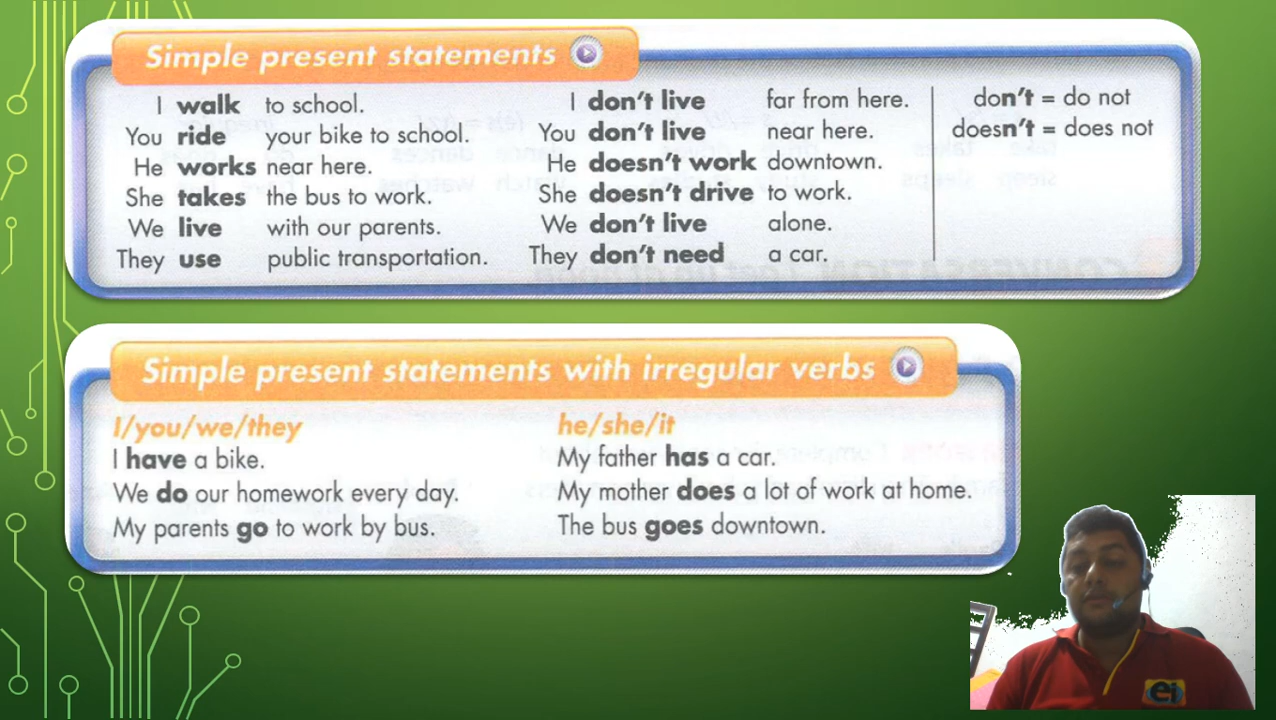 Simple present statements
I walk to school. I don't live far from here. don't = do not
You ride your bike to school. You don't live near here. doesn't = does not
He works near here. He doesn't work downtown.
She takes the bus to work. She doesn't drive to work.
We live with our parents. We don't live alone.
They use public transportation. They don't need a car.
Simple present statements with irregular verbs
I/you/we/they he/she/it
I have a bike. My father has a car.
We do our homework every day. My mother does a lot of work at home.
My parents go to work by bus. The bus goes downtown.
ei